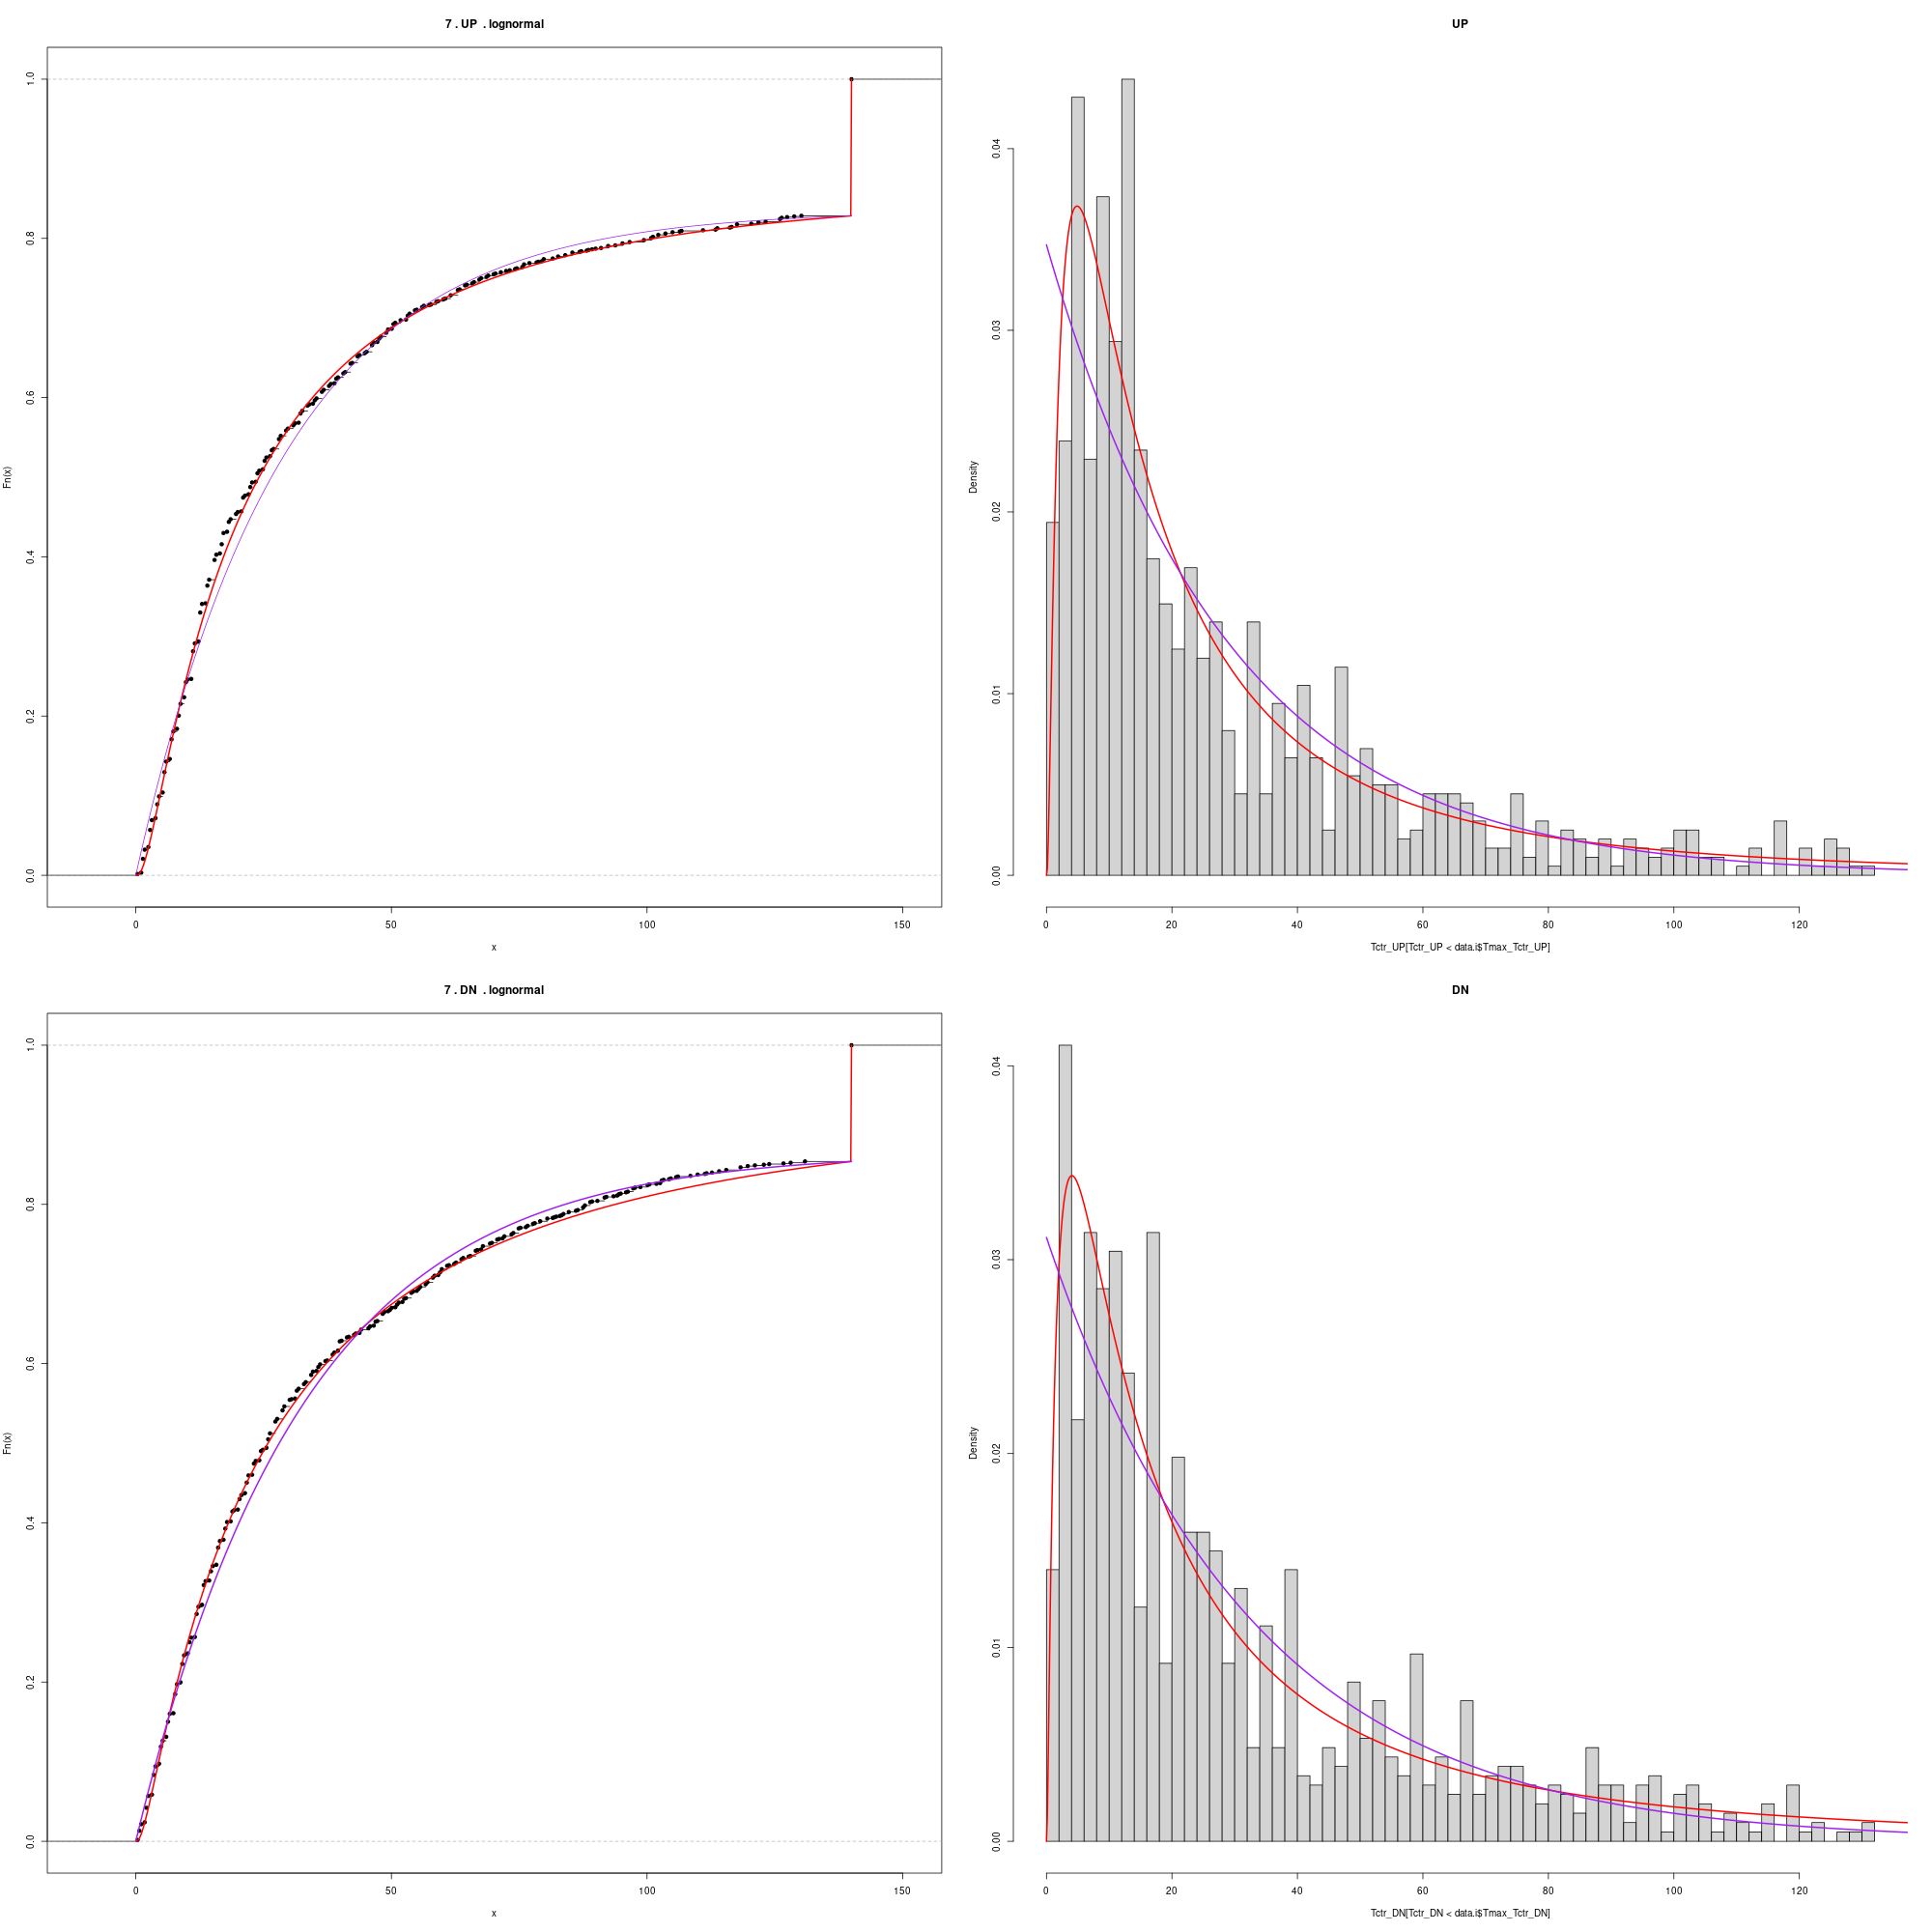 7 . UP . lognormal
UP
Fn(x)
0.0 0.2 0.4 0.6 0.8 1.0
0 50 100 150
x
Density
0.00 0.01 0.02 0.03 0.04
0 20 40 60 80 100 120
Tctr_UP[Tctr_UP < data.i$Tmax_Tctr_UP]
7 . DN . lognormal
DN
Fn(x)
0.0 0.2 0.4 0.6 0.8 1.0
0 50 100 150
x
Density
0.00 0.01 0.02 0.03 0.04
0 20 40 60 80 100 120
Tctr_DN[Tctr_DN < data.i$Tmax_Tctr_DN]